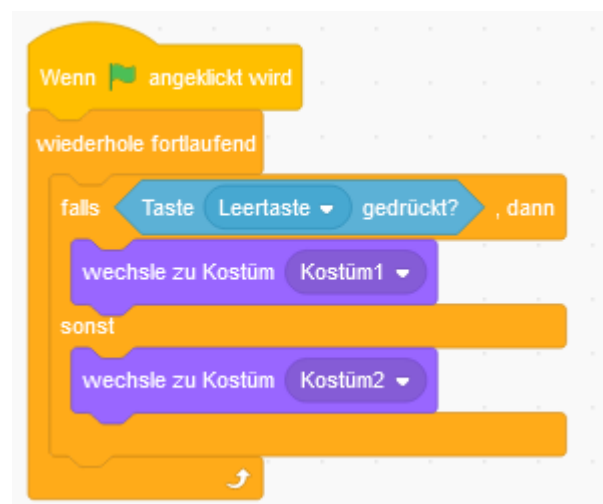 Wenn angeklickt wird
wiederhole fortlaufend
falls Taste Leertaste gedrückt? , dann
wechsle zu Kostüm Kostüm1
sonst
wechsle zu Kostüm Kostüm2